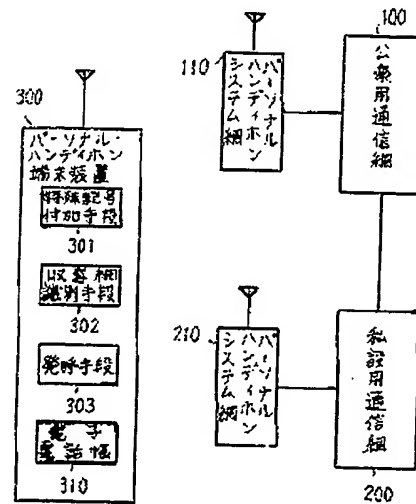 300
パーソナル・
ハンディホン
端末装置
特殊記号
付加手段
301
収容網
識別手段
302
発呼手段
303
電子
電話帳
310
110
パーソナル
ハンディホン
システム網
100
公衆用通信網
210
パーソナル
ハンディホン
システム網
私設用通信網
200